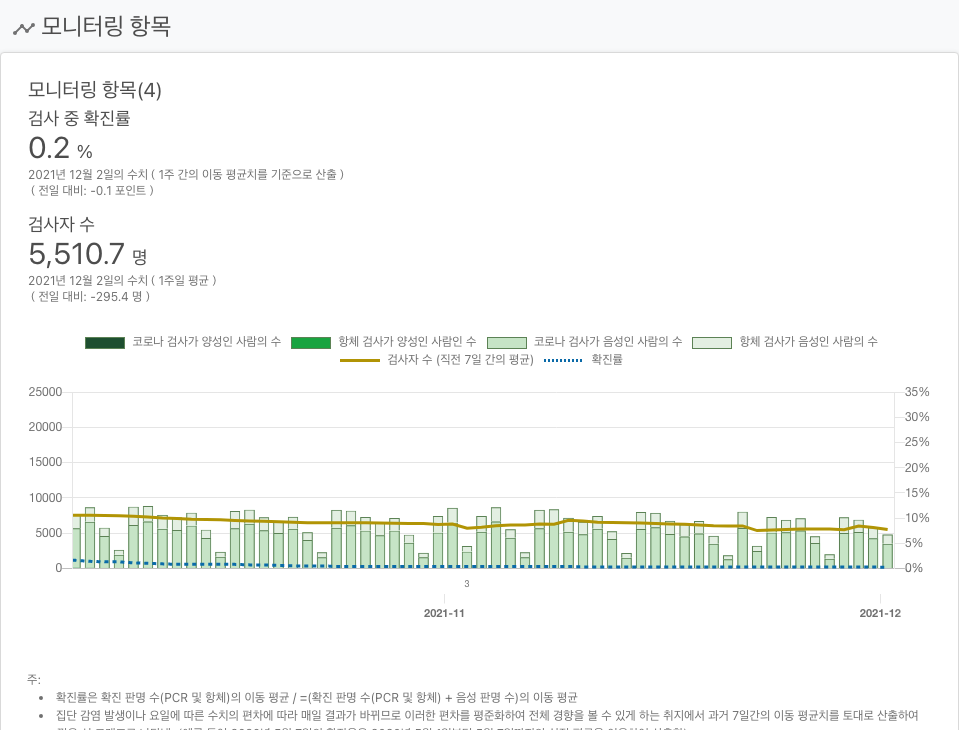 모니터링 항목
모니터링 항목(4)
검사 중 확진률
0.2 %
2021년 12월 2일의 수치 ( 1주 간의 이동 평균치를 기준으로 산출 )
( 전일 대비: -0.1 포인트 )
검사자 수
5,510.7 명
2021년 12월 2일의 수치 ( 1주일 평균 )
( 전일 대비: -295.4 명 )
코로나 검사가 양성인 사람의 수 항체 검사가 양성인 사람인 수 코로나 검사가 음성인 사람의 수 항체 검사가 음성인 사람의 수
검사자 수 (직전 7일 간의 평균) 확진률
25000 35%
30%
20000
25%
15000
20%
10000 15%
10%
5000
5%
0 0%
3
2021-11 2021-12
주:
• 확진률은 확진 판명 수(PCR 및 항체)의 이동 평균 / =(확진 판명 수(PCR 및 항체) + 음성 판명 수)의 이동 평균
• 집단 감염 발생이나 요일에 따른 수치의 편차에 따라 매일 결과가 바뀌므로 이러한 편차를 평준화하여 전체 경향을 볼 수 있게 하는 취지에서 과거 7일간의 이동 평균치를 토대로 산출하여